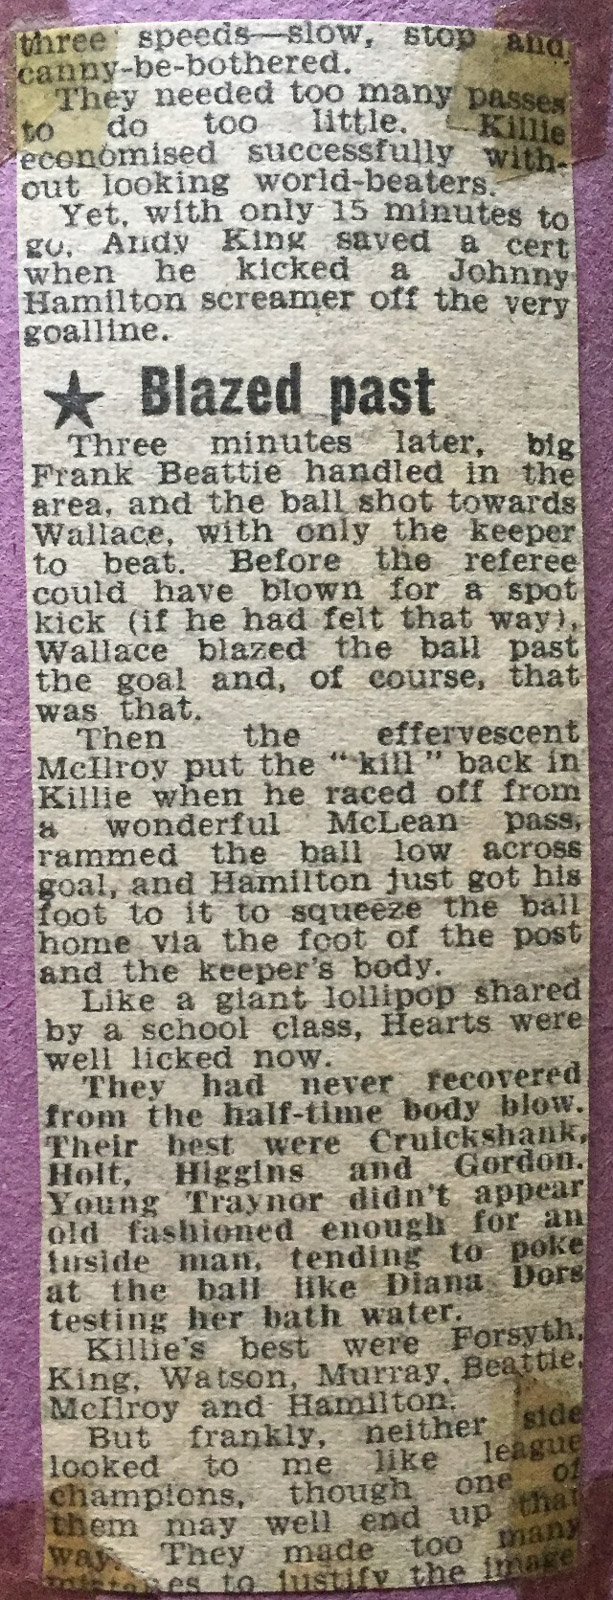 three speeds—slow, stop and
canny-be-bothered.
They needed too many passes
to do too little. Killie
economised successfully with-
out looking world-beaters.
Yet, with only 15 minutes to
go, Andy King saved a cert
when he kicked a Johnny
Hamilton screamer off the very
goalline.
★ Blazed past
Three minutes later, big
Frank Beattie handled in the
area, and the ball shot towards
Wallace, with only the keeper
to beat. Before the referee
could have blown for a spot
kick (if he had felt that way),
Wallace blazed the ball past
the goal and, of course, that
was that.
Then the effervescent
McIlroy put the "kill" back in
Killie when he raced off from
a wonderful McLean pass,
rammed the ball low across
goal, and Hamilton just got his
foot to it to squeeze the ball
home via the foot of the post
and the keeper's body.
Like a giant lollipop shared
by a school class, Hearts were
well licked now.
They had never recovered
from the half-time body blow.
Their best were Cruickshank,
Holt, Higgins and Gordon.
Young Traynor didn't appear
old fashioned enough for an
inside man, tending to poke
at the ball like Diana Dors
testing her bath water.
Killie's best were Forsyth,
King, Watson, Murray, Beattie,
McIlroy and Hamilton.
But frankly, neither side
looked to me like league
champions, though one of
them may well end up that
way. They made too many
mistakes to justify the image